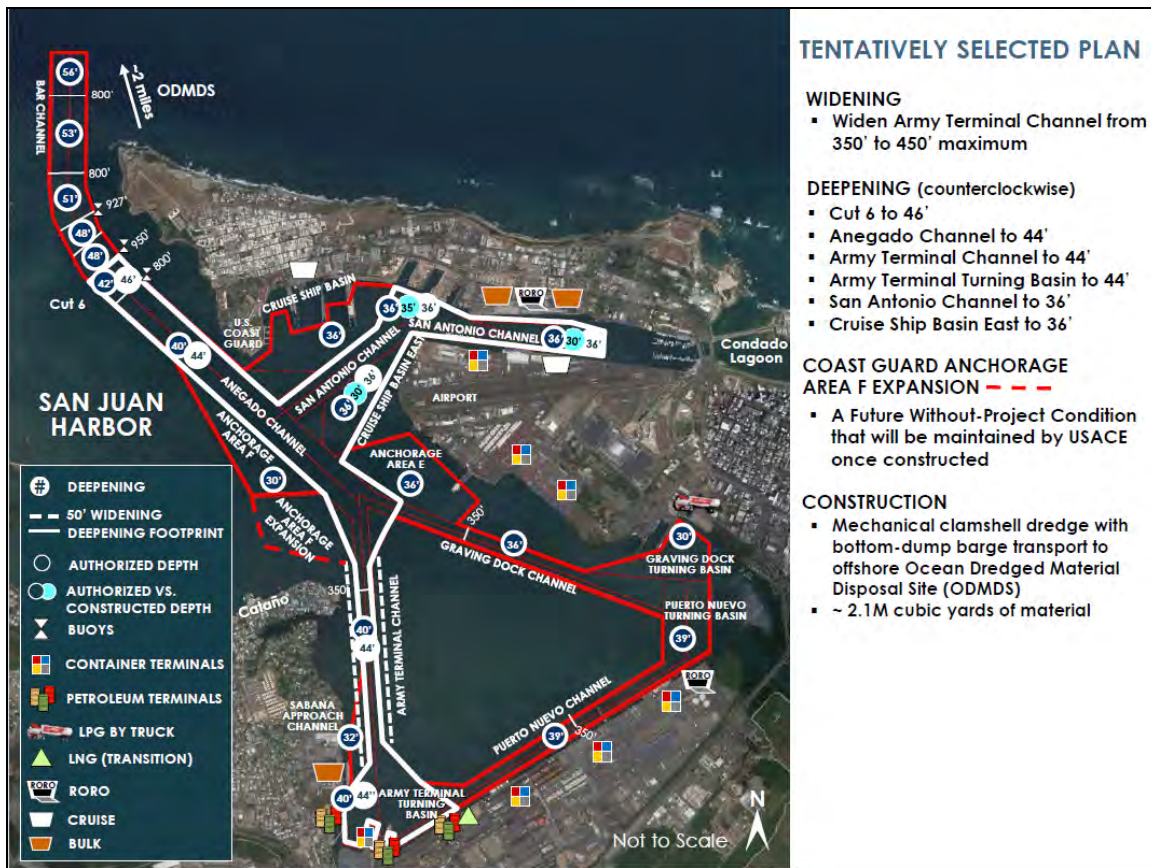 56'
800'
BAR CHANNEL
~2 miles
ODMDS
53'
800'
51'
927'
48'
950'
48'
800'
42'
46'
Cut 6
40'
44'
U.S.
COAST
GUARD
CRUISE SHIP BASIN
36'
36'
35'
36'
SAN ANTONIO CHANNEL
RORO
36'
30'
36'
Condado
Lagoon
SAN ANTONIO CHANNEL
36'
30'
36'
CRUISE SHIP BASIN EAST
AIRPORT
ANEGADO CHANNEL
SAN JUAN
HARBOR
ANCHORAGE
AREA F
30'
ANCHORAGE
AREA F
EXPANSION
ANCHORAGE
AREA E
36'
350'
36'
GRAVING DOCK CHANNEL
30'
GRAVING DOCK
TURNING BASIN
PUERTO NUEVO
TURNING BASIN
39'
RORO
Cataño
350'
40'
44'
ARMY TERMINAL CHANNEL
SABANA
APPROACH
CHANNEL
32'
PUERTO NUEVO CHANNEL
39'
350'
40'
44''
ARMY TERMINAL
TURNING
BASIN
N
Not to Scale
# DEEPENING
50' WIDENING
DEEPENING FOOTPRINT
AUTHORIZED DEPTH
AUTHORIZED VS.
CONSTRUCTED DEPTH
BUOYS
CONTAINER TERMINALS
PETROLEUM TERMINALS
LPG BY TRUCK
LNG (TRANSITION)
RORO RORO
CRUISE
BULK
TENTATIVELY SELECTED PLAN
WIDENING
▪ Widen Army Terminal Channel from
350' to 450' maximum
DEEPENING (counterclockwise)
▪ Cut 6 to 46'
▪ Anegado Channel to 44'
▪ Army Terminal Channel to 44'
▪ Army Terminal Turning Basin to 44'
▪ San Antonio Channel to 36'
▪ Cruise Ship Basin East to 36'
COAST GUARD ANCHORAGE
AREA F EXPANSION
▪ A Future Without-Project Condition
that will be maintained by USACE
once constructed
CONSTRUCTION
▪ Mechanical clamshell dredge with
bottom-dump barge transport to
offshore Ocean Dredged Material
Disposal Site (ODMDS)
▪ ~ 2.1M cubic yards of material